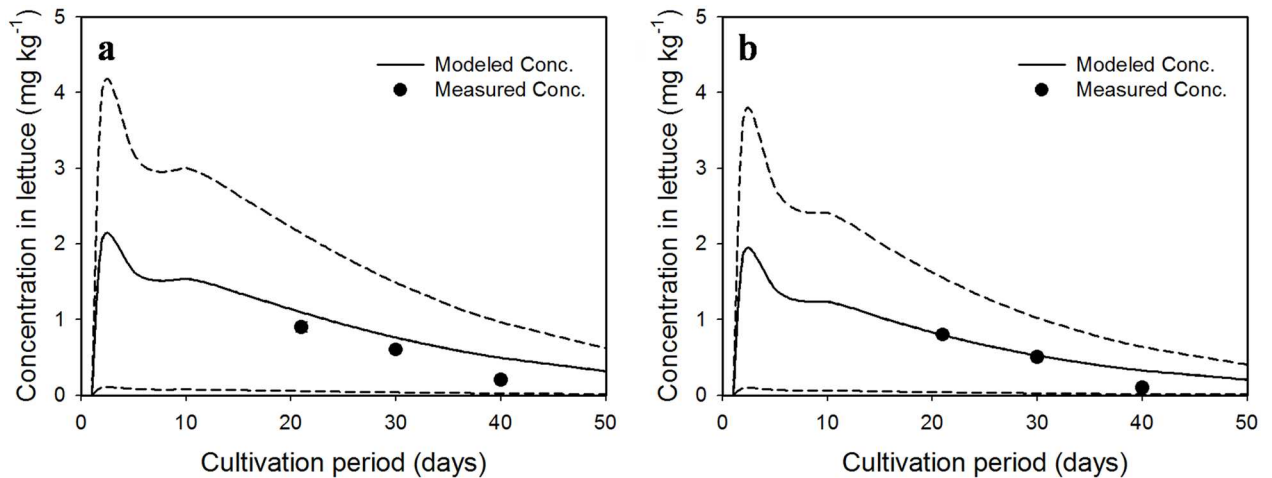 a
Modeled Conc.
Measured Conc.
Concentration in lettuce (mg kg⁻¹)
5
4
3
2
1
0
0 10 20 30 40 50
Cultivation period (days)
b
Modeled Conc.
Measured Conc.
Concentration in lettuce (mg kg⁻¹)
5
4
3
2
1
0
0 10 20 30 40 50
Cultivation period (days)